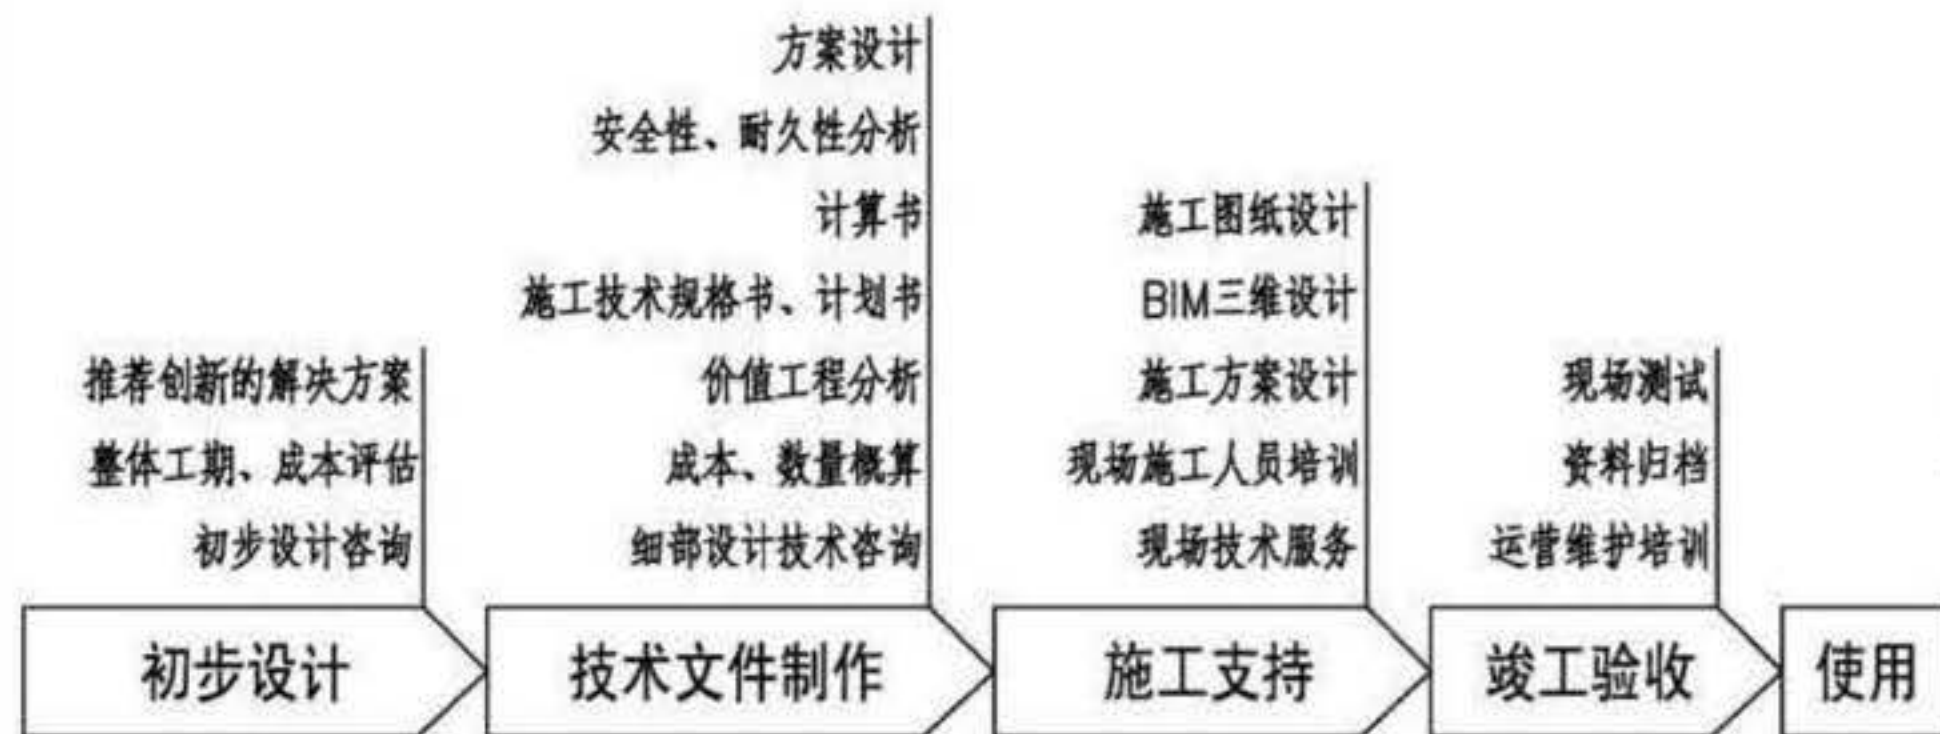 推荐创新的解决方案
整体工期、成本评估
初步设计咨询
初步设计
方案设计
安全性、耐久性分析
计算书
施工技术规格书、计划书
价值工程分析
成本、数量概算
细部设计技术咨询
技术文件制作
施工图纸设计
BIM三维设计
施工方案设计
现场施工人员培训
现场技术服务
施工支持
现场测试
资料归档
运营维护培训
竣工验收
使用